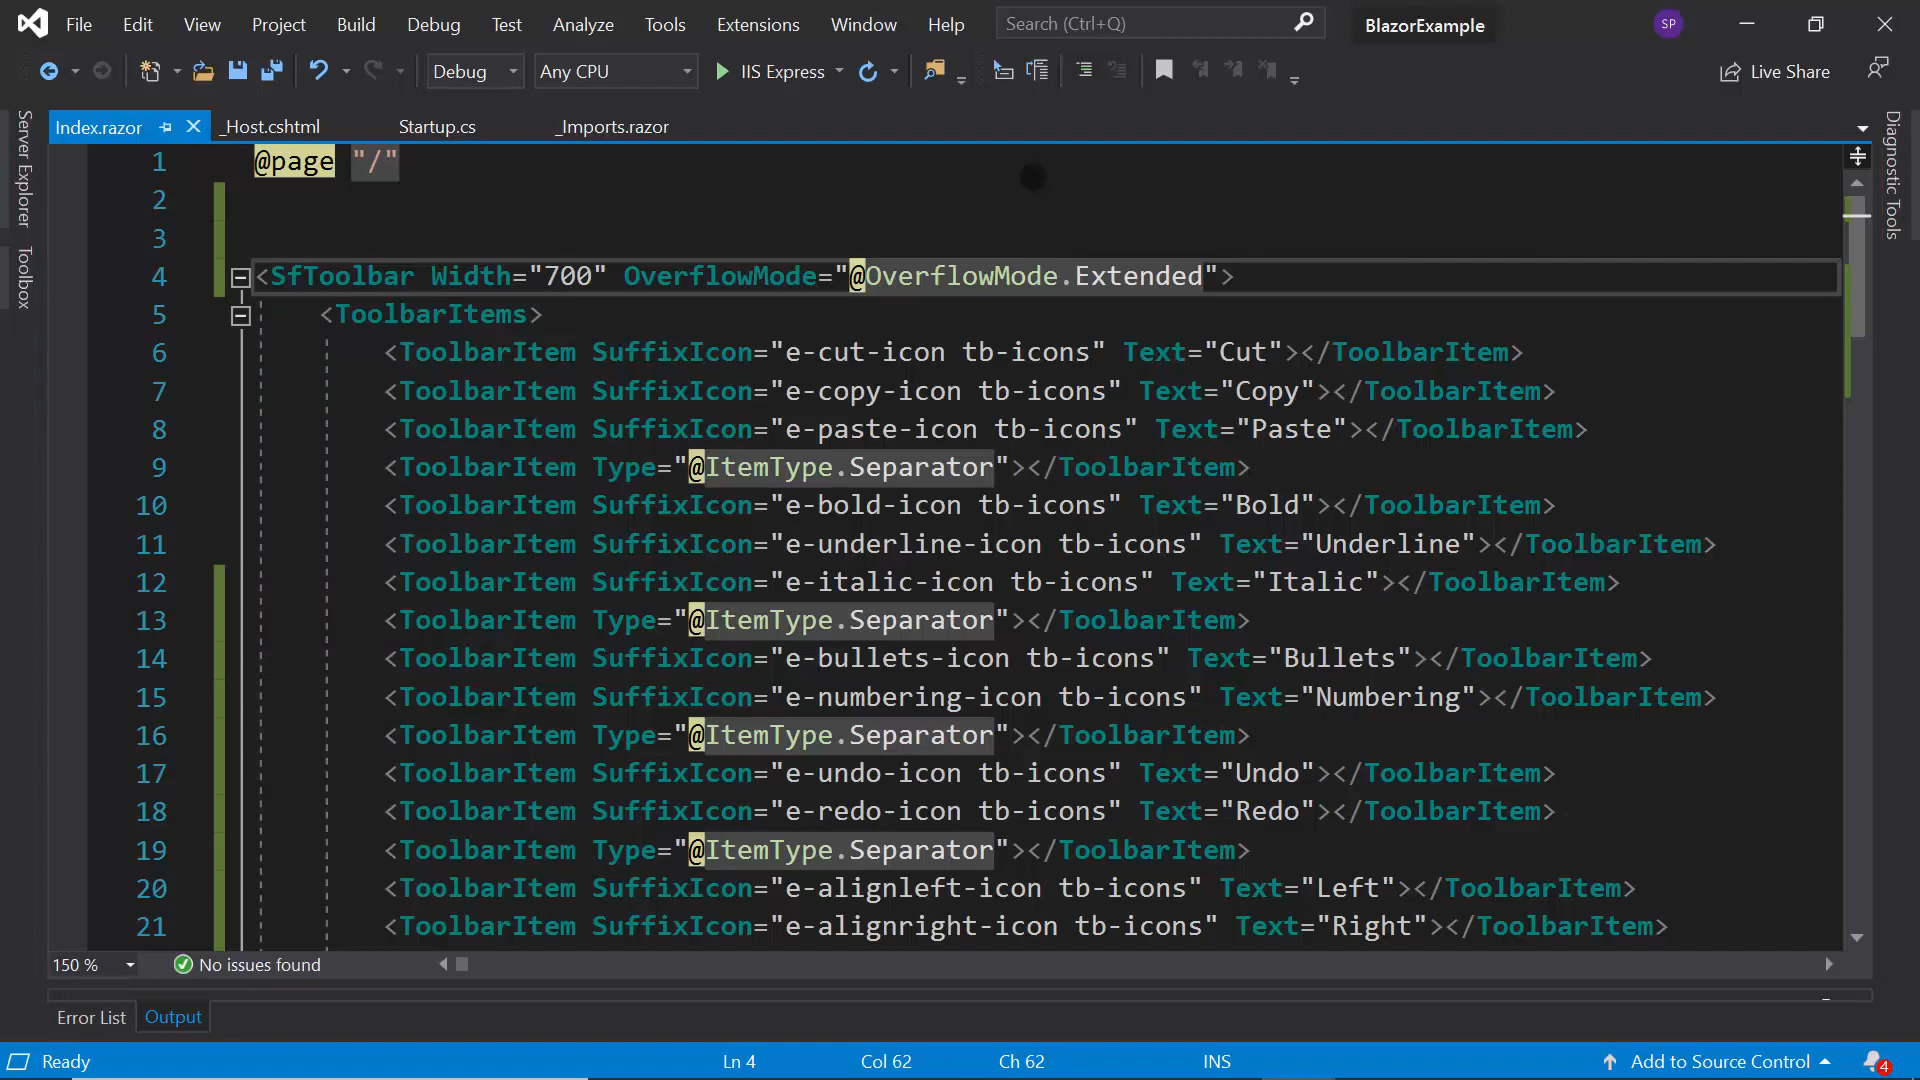 File Edit View Project Build Debug Test Analyze Tools Extensions Window Help Search (Ctrl+Q) BlazorExample SP
Debug Any CPU IIS Express Live Share
Server Explorer
Toolbox
Index.razor _Host.cshtml Startup.cs _Imports.razor
Diagnostic Tools
1 @page "/"
2
3
4 <SfToolbar Width="700" OverflowMode="@OverflowMode.Extended">
5 <ToolbarItems>
6 <ToolbarItem SuffixIcon="e-cut-icon tb-icons" Text="Cut"></ToolbarItem>
7 <ToolbarItem SuffixIcon="e-copy-icon tb-icons" Text="Copy"></ToolbarItem>
8 <ToolbarItem SuffixIcon="e-paste-icon tb-icons" Text="Paste"></ToolbarItem>
9 <ToolbarItem Type="@ItemType.Separator"></ToolbarItem>
10 <ToolbarItem SuffixIcon="e-bold-icon tb-icons" Text="Bold"></ToolbarItem>
11 <ToolbarItem SuffixIcon="e-underline-icon tb-icons" Text="Underline"></ToolbarItem>
12 <ToolbarItem SuffixIcon="e-italic-icon tb-icons" Text="Italic"></ToolbarItem>
13 <ToolbarItem Type="@ItemType.Separator"></ToolbarItem>
14 <ToolbarItem SuffixIcon="e-bullets-icon tb-icons" Text="Bullets"></ToolbarItem>
15 <ToolbarItem SuffixIcon="e-numbering-icon tb-icons" Text="Numbering"></ToolbarItem>
16 <ToolbarItem Type="@ItemType.Separator"></ToolbarItem>
17 <ToolbarItem SuffixIcon="e-undo-icon tb-icons" Text="Undo"></ToolbarItem>
18 <ToolbarItem SuffixIcon="e-redo-icon tb-icons" Text="Redo"></ToolbarItem>
19 <ToolbarItem Type="@ItemType.Separator"></ToolbarItem>
20 <ToolbarItem SuffixIcon="e-alignleft-icon tb-icons" Text="Left"></ToolbarItem>
21 <ToolbarItem SuffixIcon="e-alignright-icon tb-icons" Text="Right"></ToolbarItem>
150 % No issues found
Error List Output
Ready Ln 4 Col 62 Ch 62 INS Add to Source Control 4